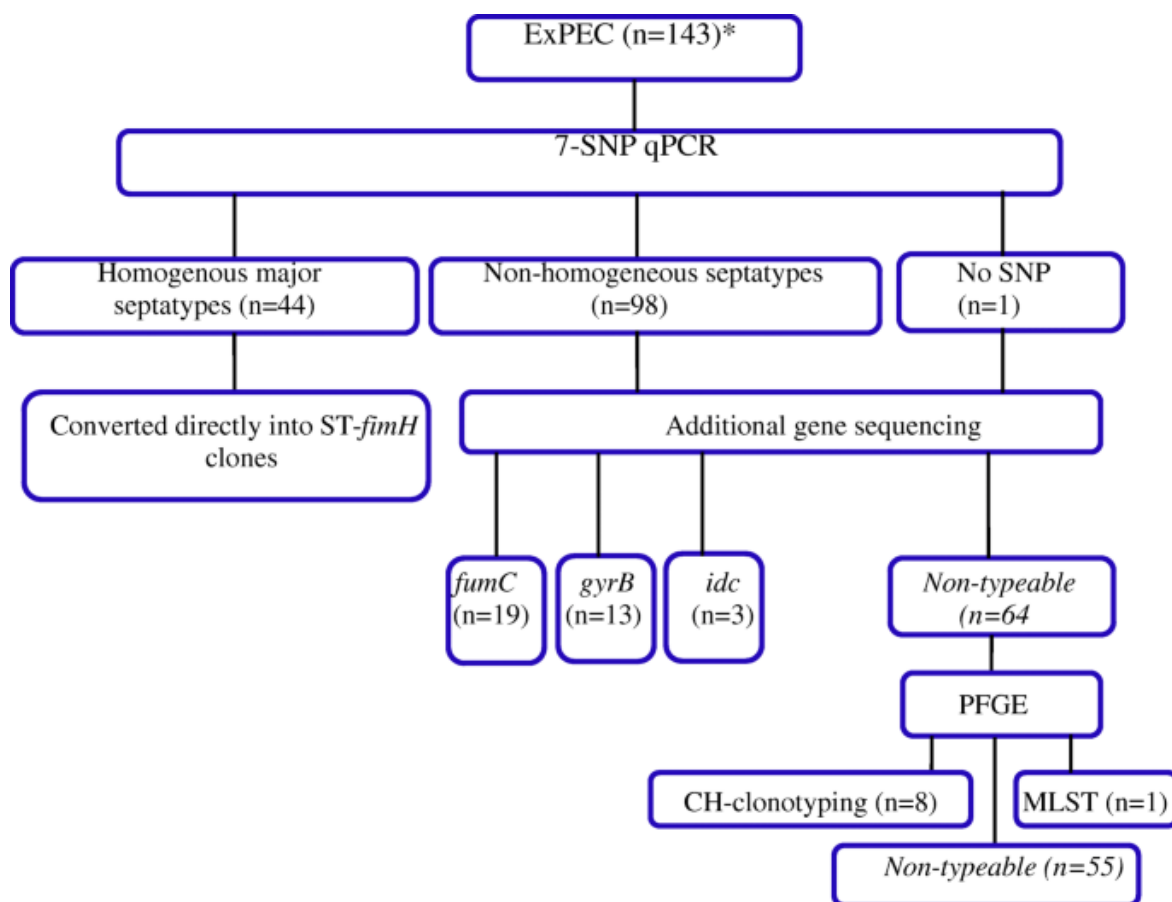 ExPEC (n=143)*
7-SNP qPCR
Homogenous major
septatypes (n=44)
Non-homogeneous septatypes
(n=98)
No SNP
(n=1)
Converted directly into ST-fimH
clones
Additional gene sequencing
fumC
(n=19)
gyrB
(n=13)
idc
(n=3)
Non-typeable
(n=64
PFGE
CH-clonotyping (n=8)
MLST (n=1)
Non-typeable (n=55)